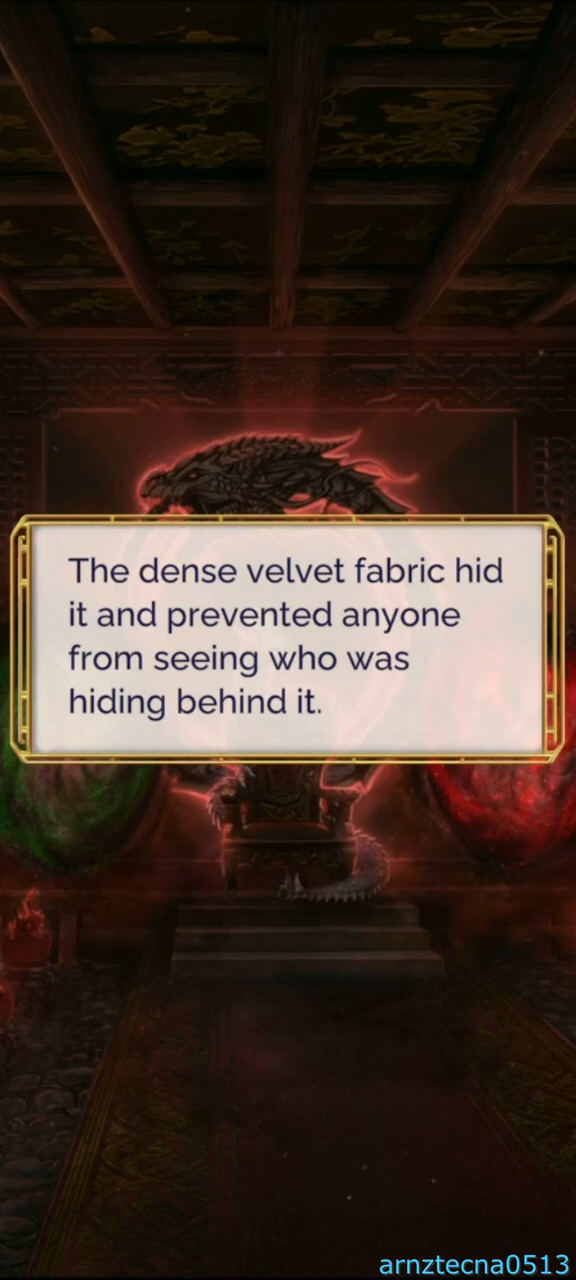 The dense velvet fabric hid
it and prevented anyone
from seeing who was
hiding behind it.
arnztecna0513